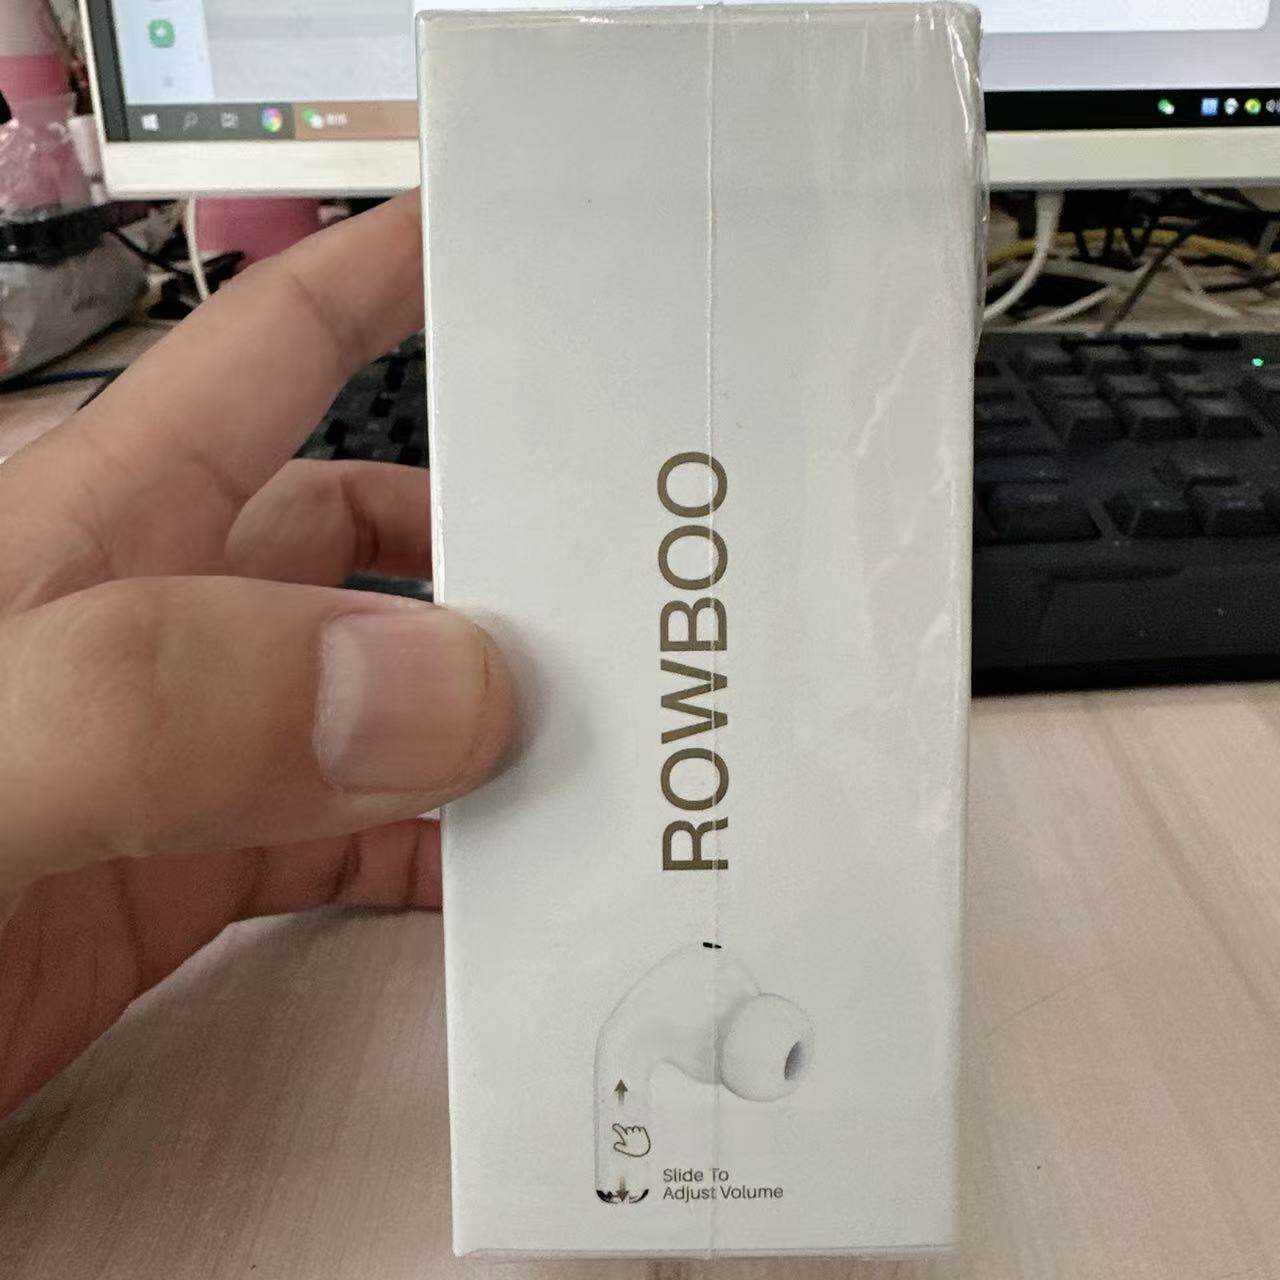 ROWBOO
Slide To
Adjust Volume